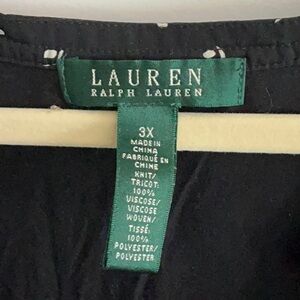 LAUREN
RALPH LAUREN
3X
MADE IN
CHINA
FABRIQUÉ EN
CHINE
KNIT/
TRICOT:
100%
VISCOSE/
VISCOSE
WOVEN/
TISSÉ:
100%
POLYESTER/
POLYESTER